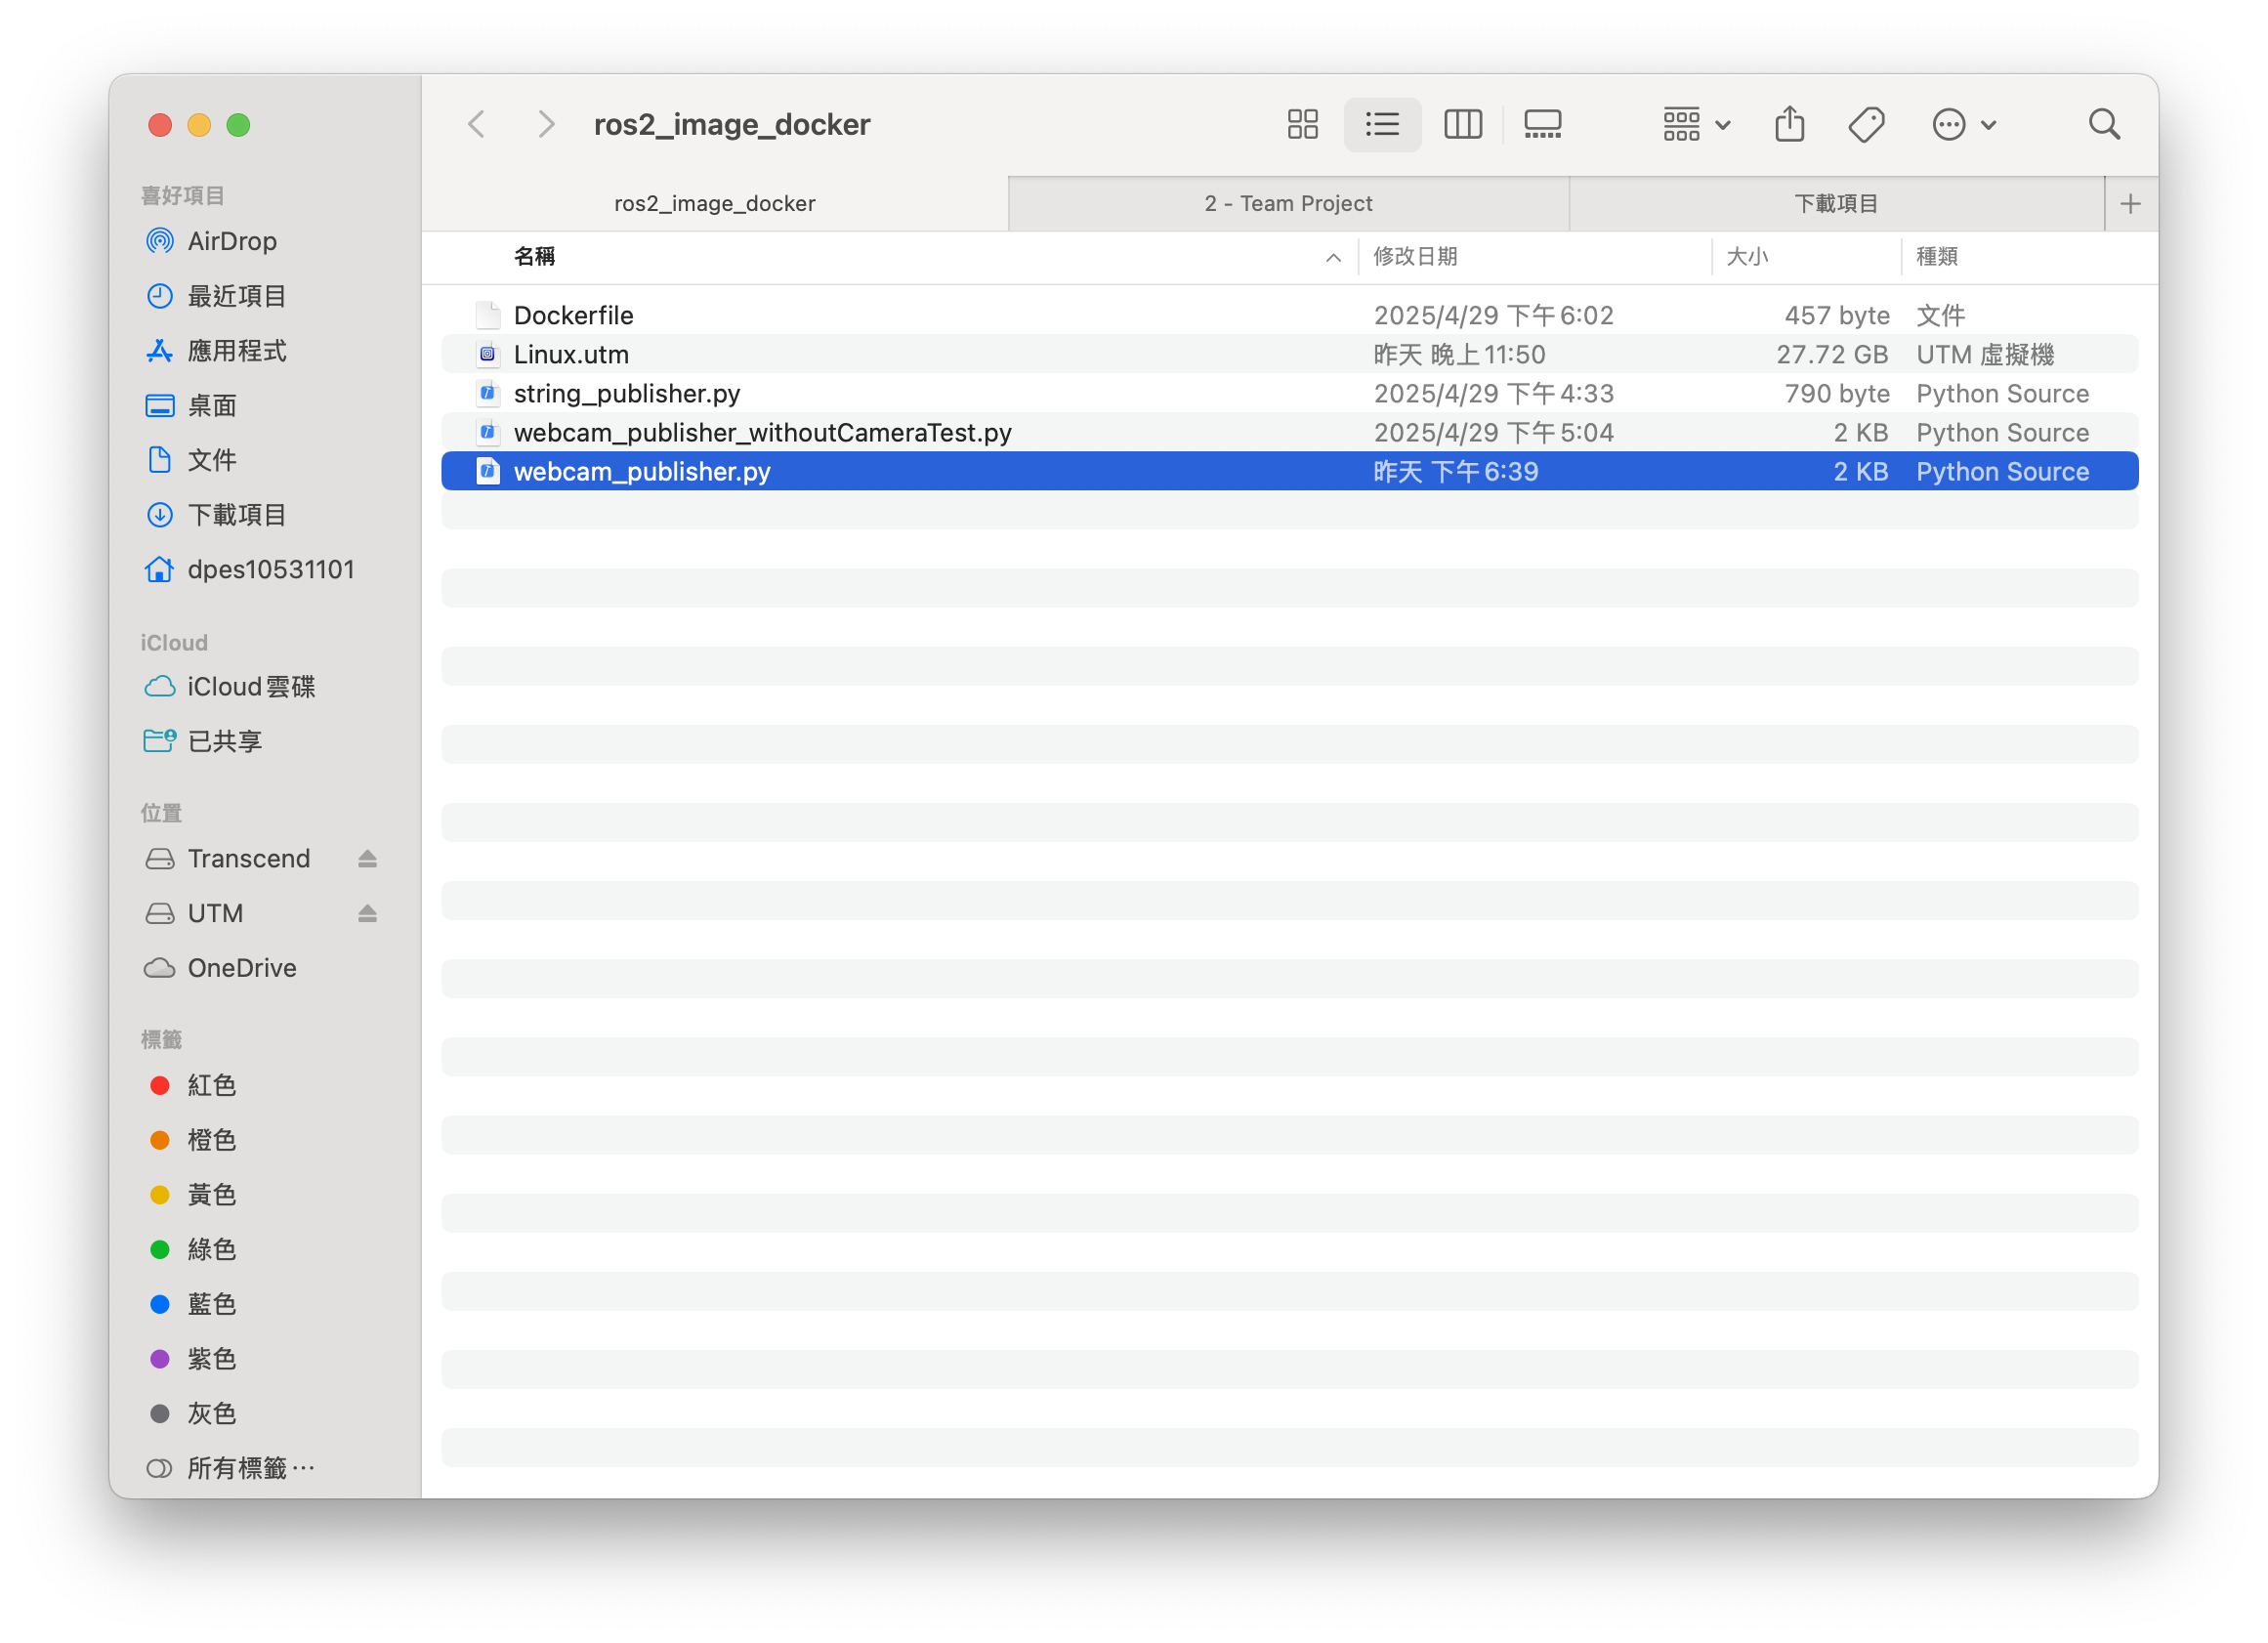 ros2_image_docker
ros2_image_docker
2 - Team Project
下載項目
喜好項目
AirDrop
最近項目
應用程式
桌面
文件
下載項目
dpes10531101
iCloud
iCloud雲碟
已共享
位置
Transcend
UTM
OneDrive
標籤
紅色
橙色
黃色
綠色
藍色
紫色
灰色
所有標籤…
名稱 修改日期 大小 種類
Dockerfile 2025/4/29 下午6:02 457 byte 文件
Linux.utm 昨天 晚上11:50 27.72 GB UTM 虛擬機
string_publisher.py 2025/4/29 下午4:33 790 byte Python Source
webcam_publisher_withoutCameraTest.py 2025/4/29 下午5:04 2 KB Python Source
webcam_publisher.py 昨天 下午6:39 2 KB Python Source